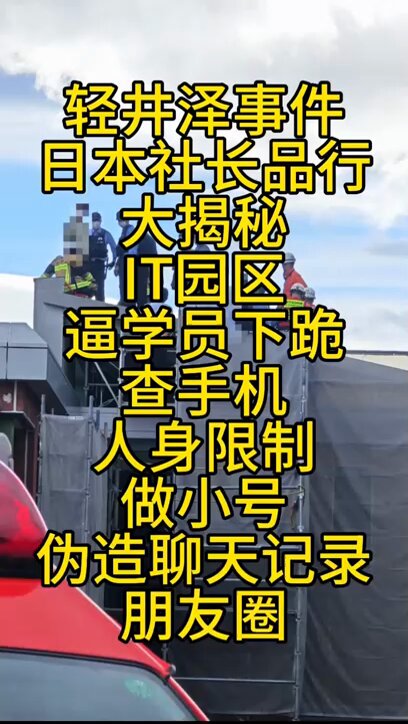 轻井泽事件
日本社长品行
大揭秘
IT园区
逼学员下跪
查手机
人身限制
做小号
伪造聊天记录
朋友圈